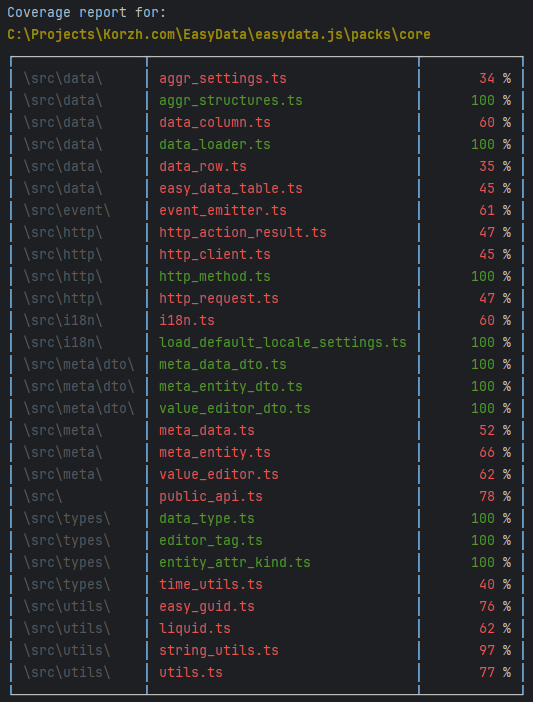 Coverage report for:
C:\Projects\Korzh.com\EasyData\easydata.js\packs\core
\src\data\ aggr_settings.ts 34 %
\src\data\ aggr_structures.ts 100 %
\src\data\ data_column.ts 60 %
\src\data\ data_loader.ts 100 %
\src\data\ data_row.ts 35 %
\src\data\ easy_data_table.ts 45 %
\src\event\ event_emitter.ts 61 %
\src\http\ http_action_result.ts 47 %
\src\http\ http_client.ts 45 %
\src\http\ http_method.ts 100 %
\src\http\ http_request.ts 47 %
\src\i18n\ i18n.ts 60 %
\src\i18n\ load_default_locale_settings.ts 100 %
\src\meta\dto\ meta_data_dto.ts 100 %
\src\meta\dto\ meta_entity_dto.ts 100 %
\src\meta\dto\ value_editor_dto.ts 100 %
\src\meta\ meta_data.ts 52 %
\src\meta\ meta_entity.ts 66 %
\src\meta\ value_editor.ts 62 %
\src\ public_api.ts 78 %
\src\types\ data_type.ts 100 %
\src\types\ editor_tag.ts 100 %
\src\types\ entity_attr_kind.ts 100 %
\src\types\ time_utils.ts 40 %
\src\utils\ easy_guid.ts 76 %
\src\utils\ liquid.ts 62 %
\src\utils\ string_utils.ts 97 %
\src\utils\ utils.ts 77 %